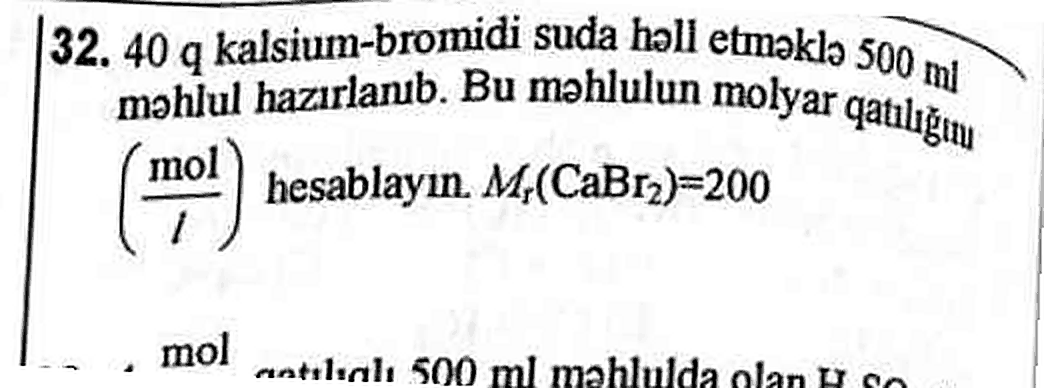 32. 40 q kalsium-bromidi suda həll etməklə 500 ml
məhlul hazırlanıb. Bu məhlulun molyar qatılığını
(mol/l) hesablayın. Mr(CaBr₂)=200
mol
qatılıqlı 500 ml məhlulda olan H SO